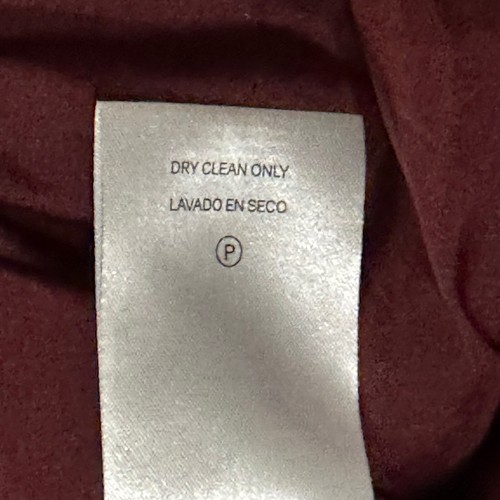 DRY CLEAN ONLY
LAVADO EN SECO
P